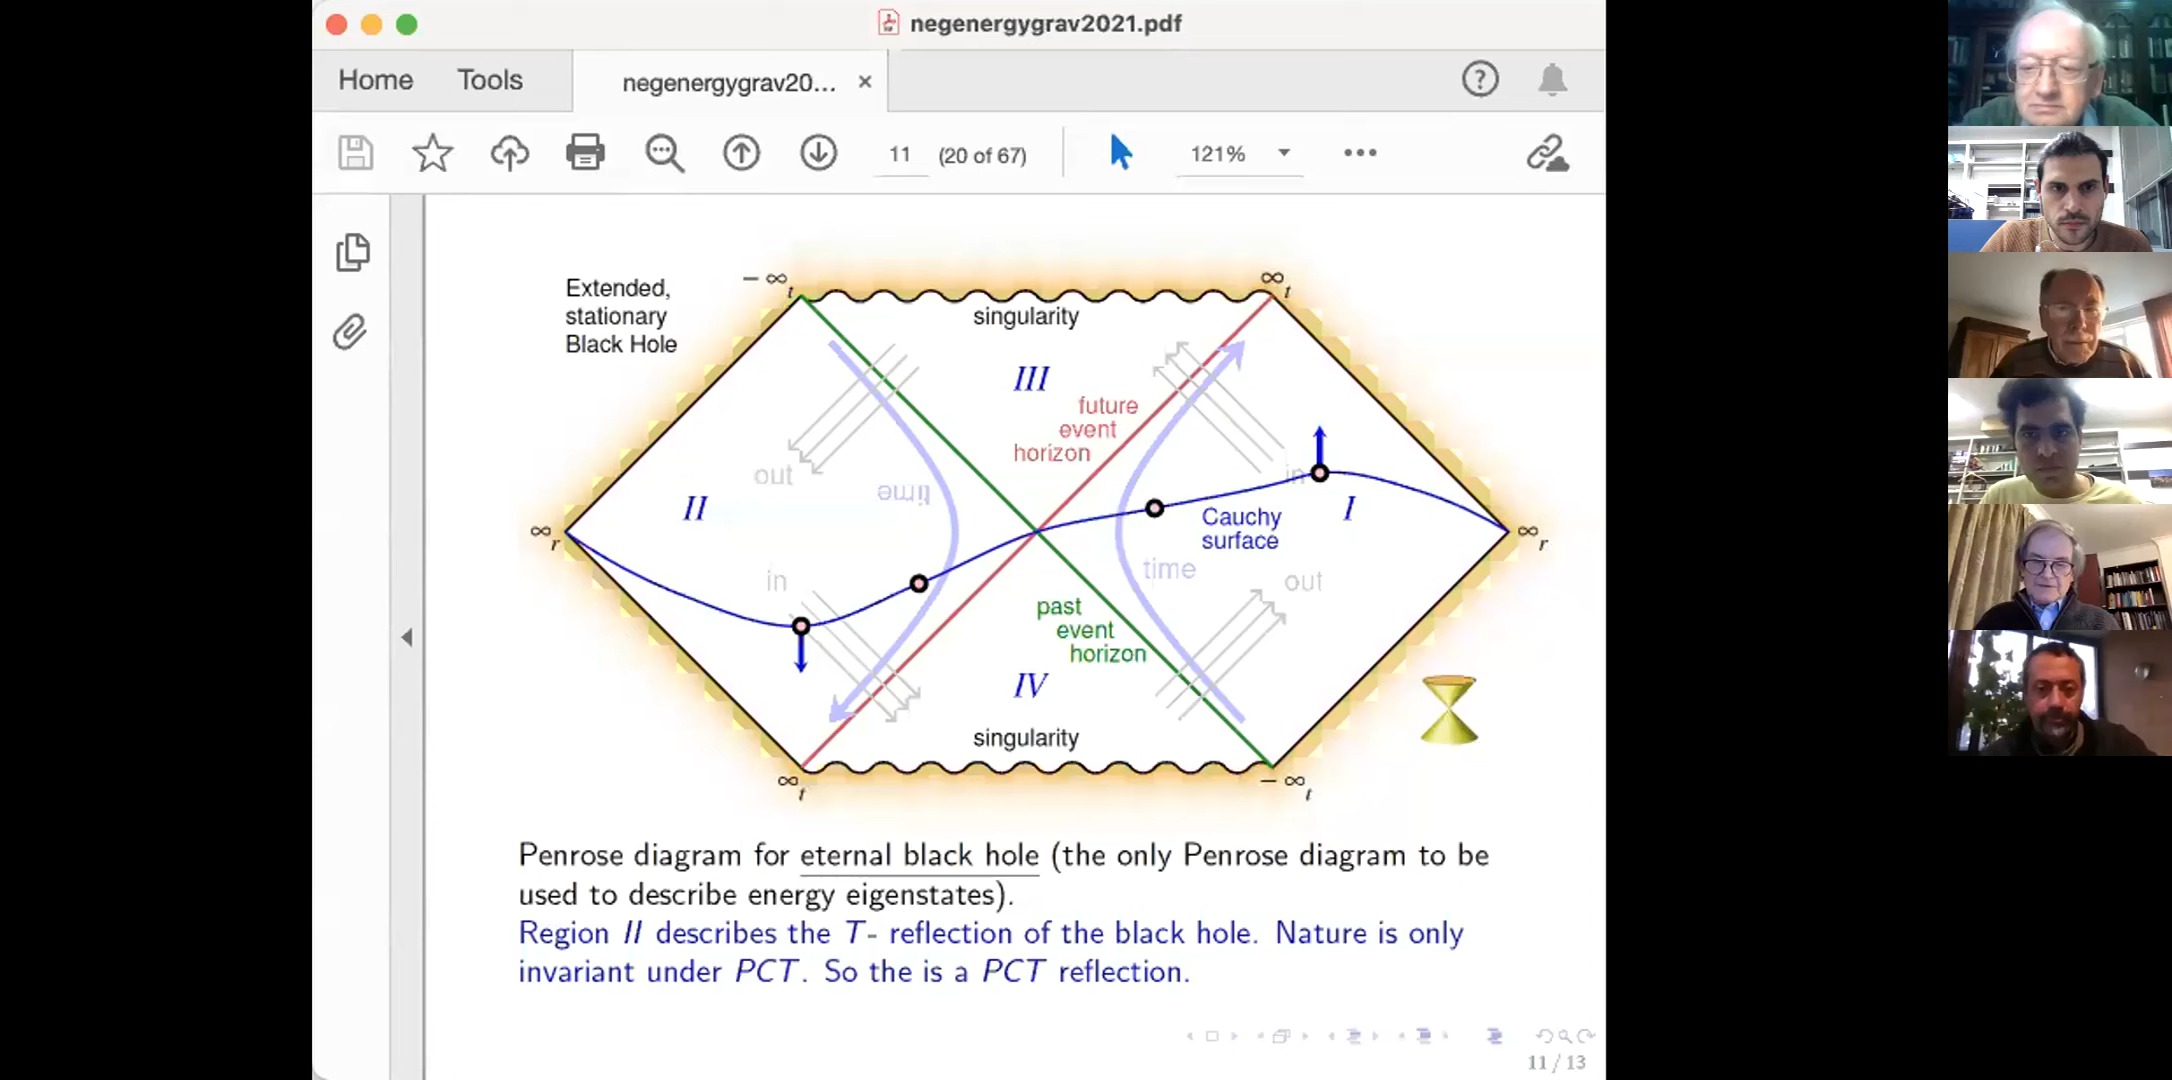 negenergygrav2021.pdf
Home Tools negenergygrav20... ×
11 (20 of 67) 121%
Extended,
stationary
Black Hole
− ∞ t
∞ t
singularity
III
future
event
horizon
out
in
time
II
Cauchy
surface
I
∞ r
∞ r
in
time
out
past
event
horizon
IV
singularity
∞ t
− ∞ t
Penrose diagram for eternal black hole (the only Penrose diagram to be
used to describe energy eigenstates).
Region II describes the T- reflection of the black hole. Nature is only
invariant under PCT. So the is a PCT reflection.
11 / 13